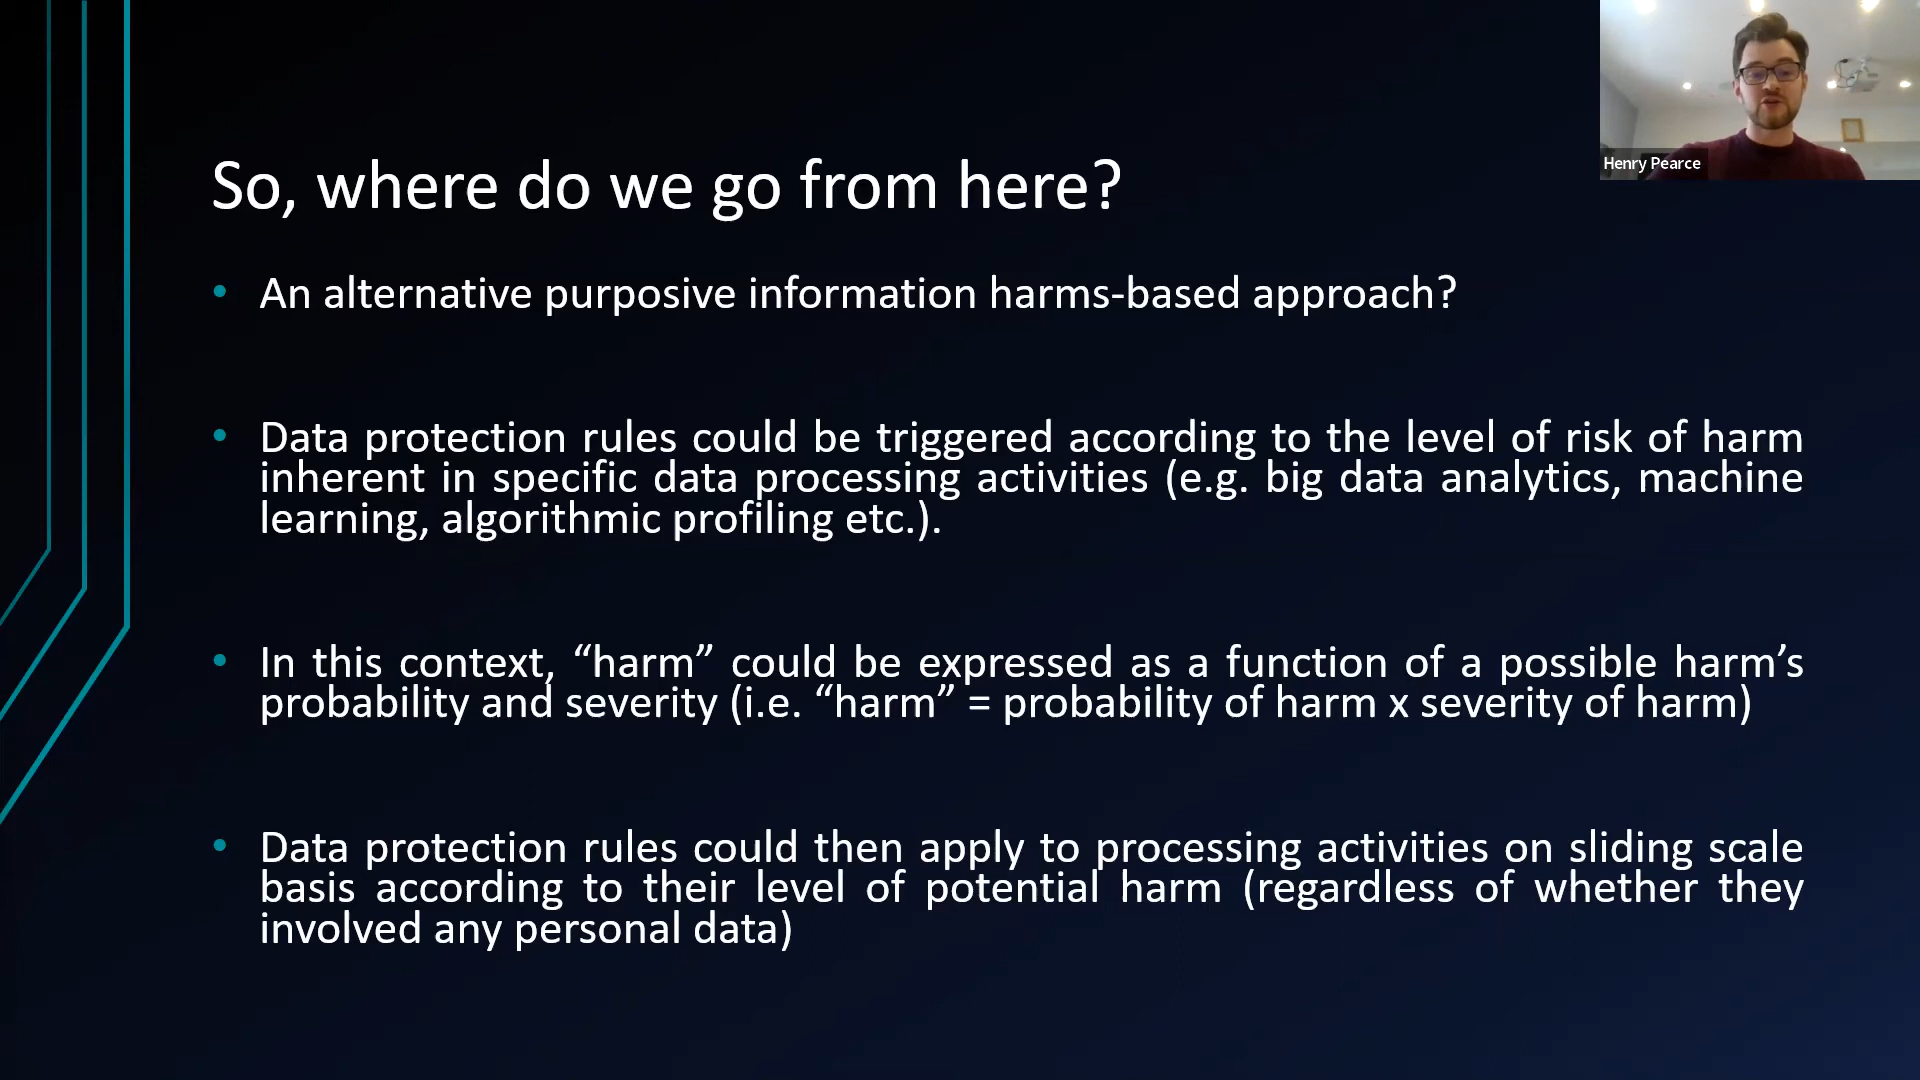 Henry Pearce
So, where do we go from here?
• An alternative purposive information harms-based approach?
• Data protection rules could be triggered according to the level of risk of harm
inherent in specific data processing activities (e.g. big data analytics, machine
learning, algorithmic profiling etc.).
• In this context, “harm” could be expressed as a function of a possible harm’s
probability and severity (i.e. “harm” = probability of harm x severity of harm)
• Data protection rules could then apply to processing activities on sliding scale
basis according to their level of potential harm (regardless of whether they
involved any personal data)